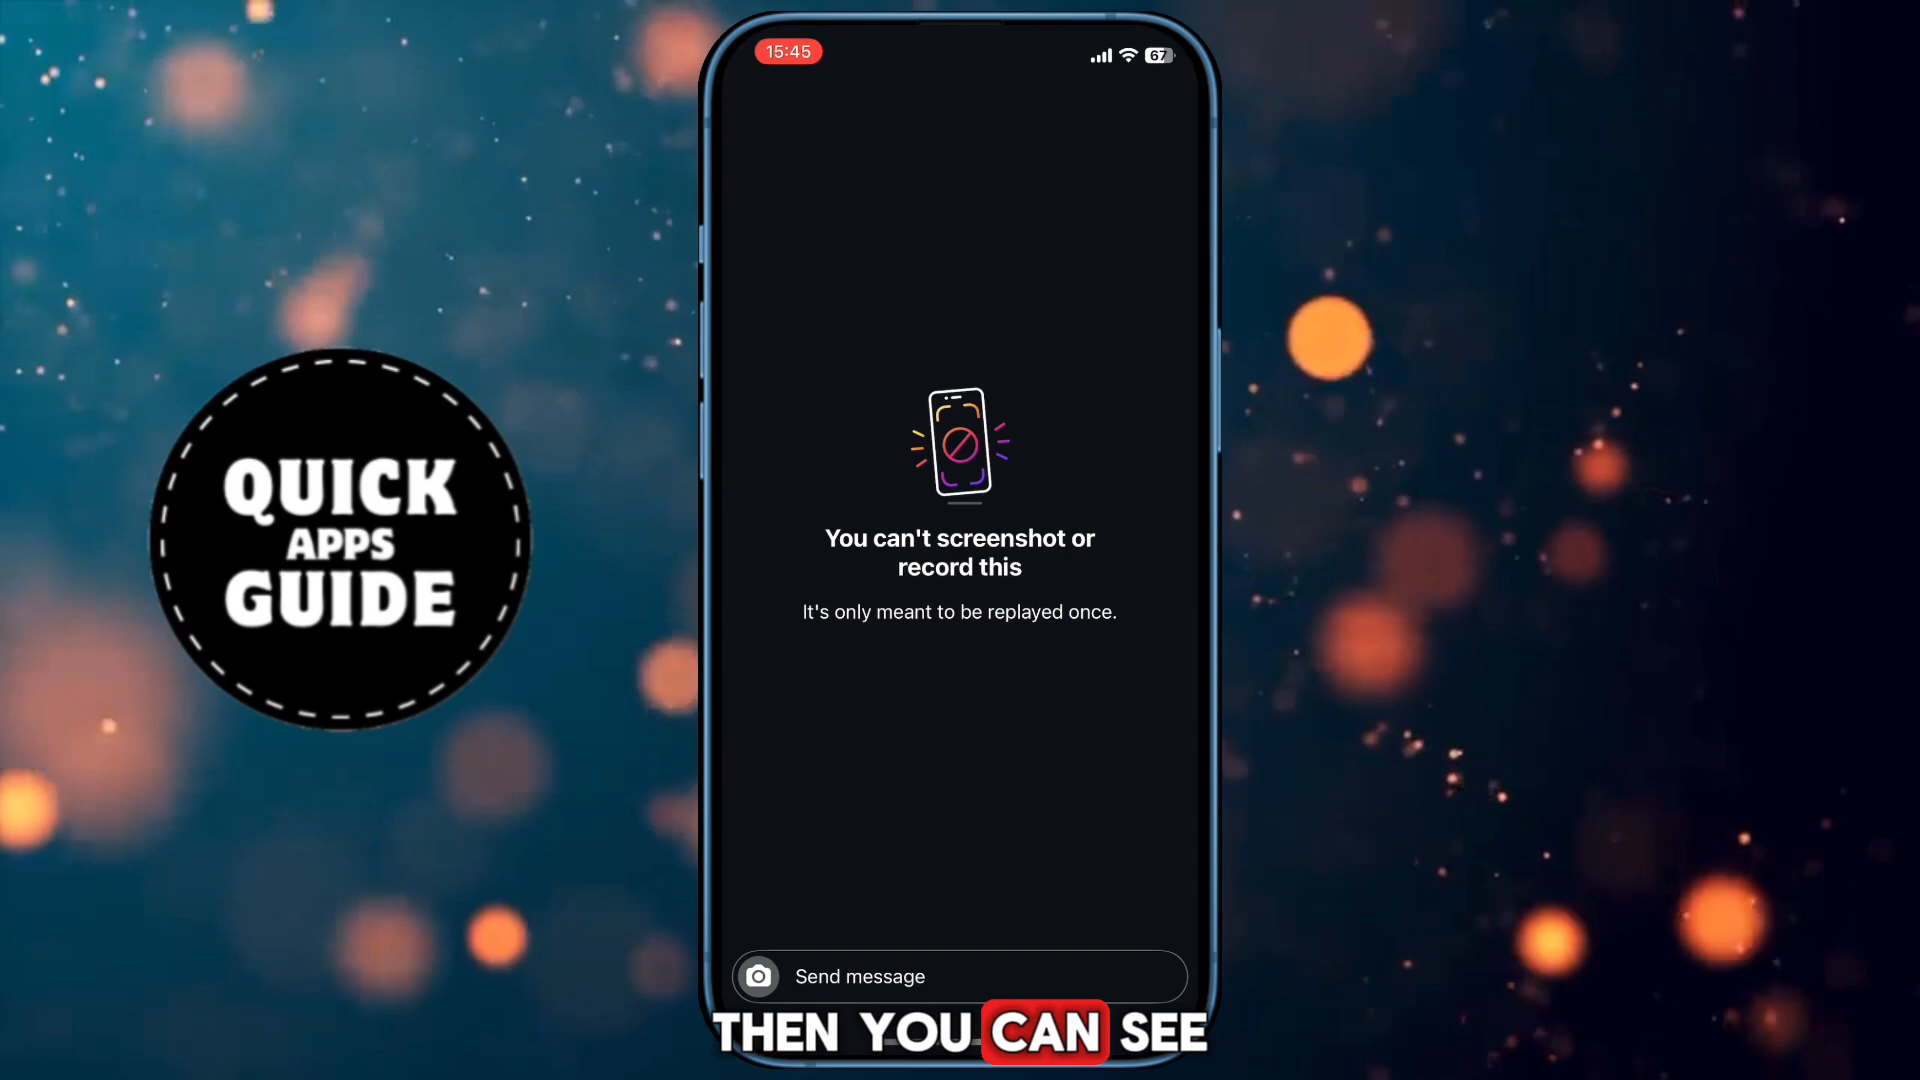 15:45
67
QUICK
APPS
GUIDE
You can't screenshot or
record this
It's only meant to be replayed once.
Send message
THEN YOU CAN SEE